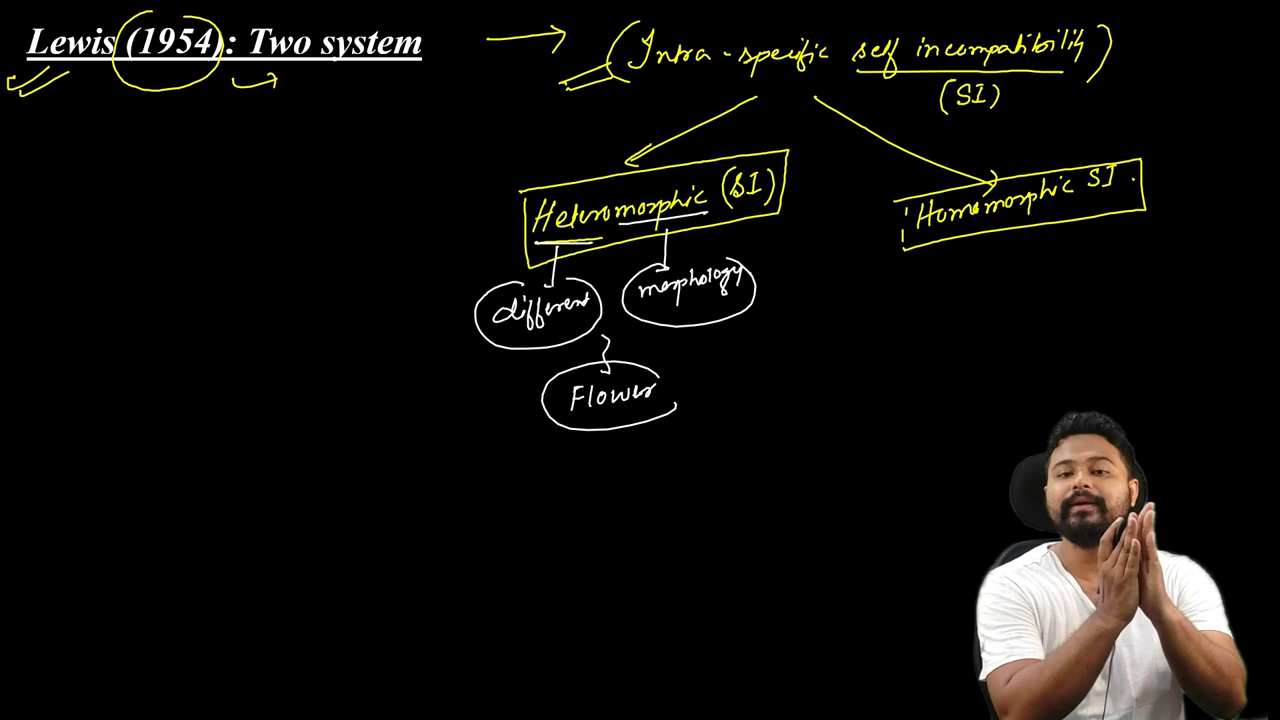 Lewis (1954): Two system
(Intra-specific self incompatibility)
(SI)
Heteromorphic (SI)
Homomorphic SI.
different
morphology
Flower